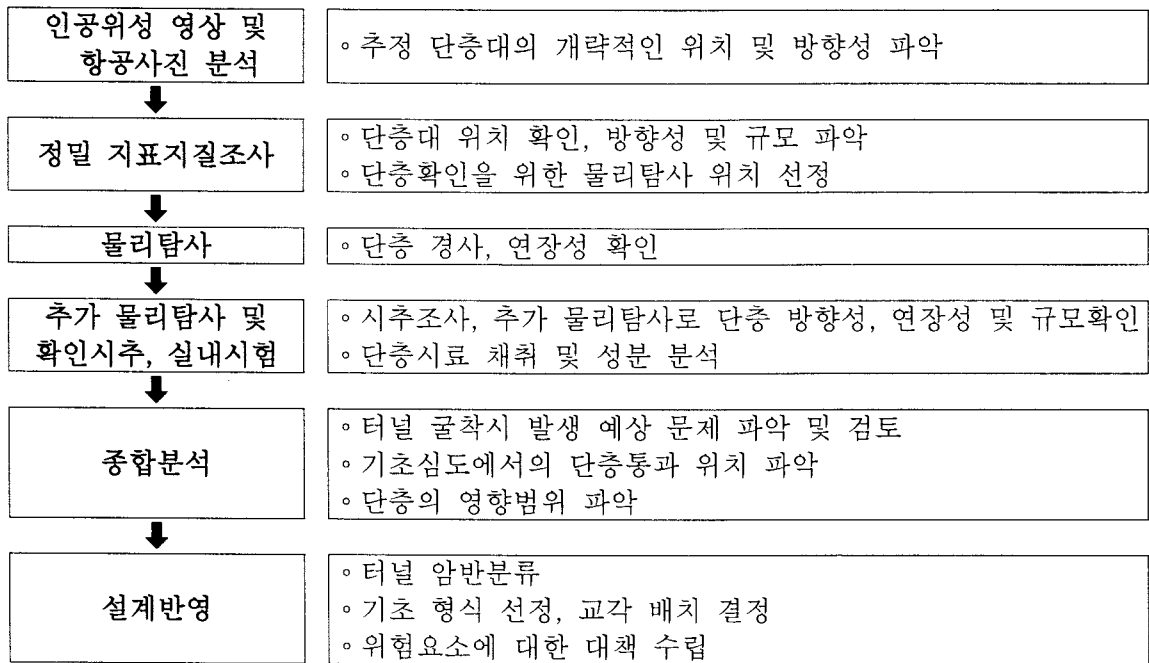 인공위성 영상 및
항공사진 분석
◦추정 단층대의 개략적인 위치 및 방향성 파악
정밀 지표지질조사
◦단층대 위치 확인, 방향성 및 규모 파악
◦단층확인을 위한 물리탐사 위치 선정
물리탐사
◦단층 경사, 연장성 확인
추가 물리탐사 및
확인시추, 실내시험
◦시추조사, 추가 물리탐사로 단층 방향성, 연장성 및 규모확인
◦단층시료 채취 및 성분 분석
종합분석
◦터널 굴착시 발생 예상 문제 파악 및 검토
◦기초심도에서의 단층통과 위치 파악
◦단층의 영향범위 파악
설계반영
◦터널 암반분류
◦기초 형식 선정, 교각 배치 결정
◦위험요소에 대한 대책 수립